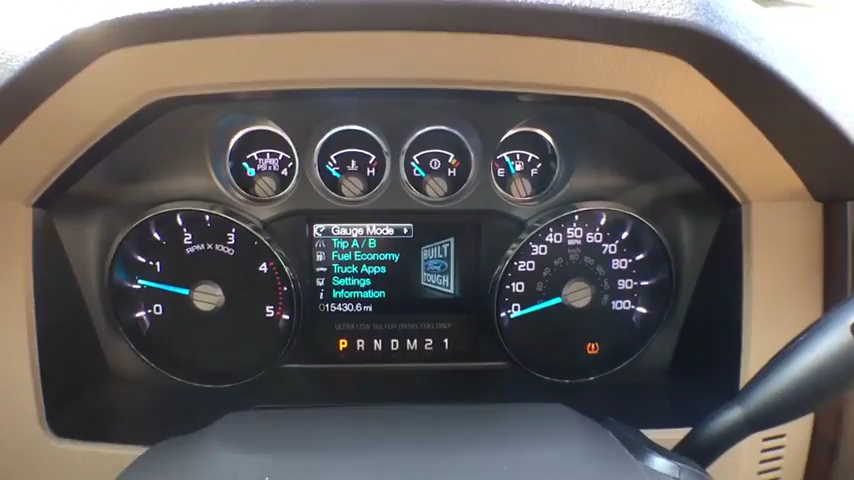 TURBO
PSI x 10
0 4
C H
C H
E F
0 1 2 3 4 5
RPM X 1000
Gauge Mode
Trip A / B
Fuel Economy
Truck Apps
Settings
Information
015430.6 mi
BUILT
Ford
TOUGH
ULTRA LOW SULFUR DIESEL FUEL ONLY
P R N D M 2 1
0 10 20 30 40 50 60 70 80 90 100
MPH